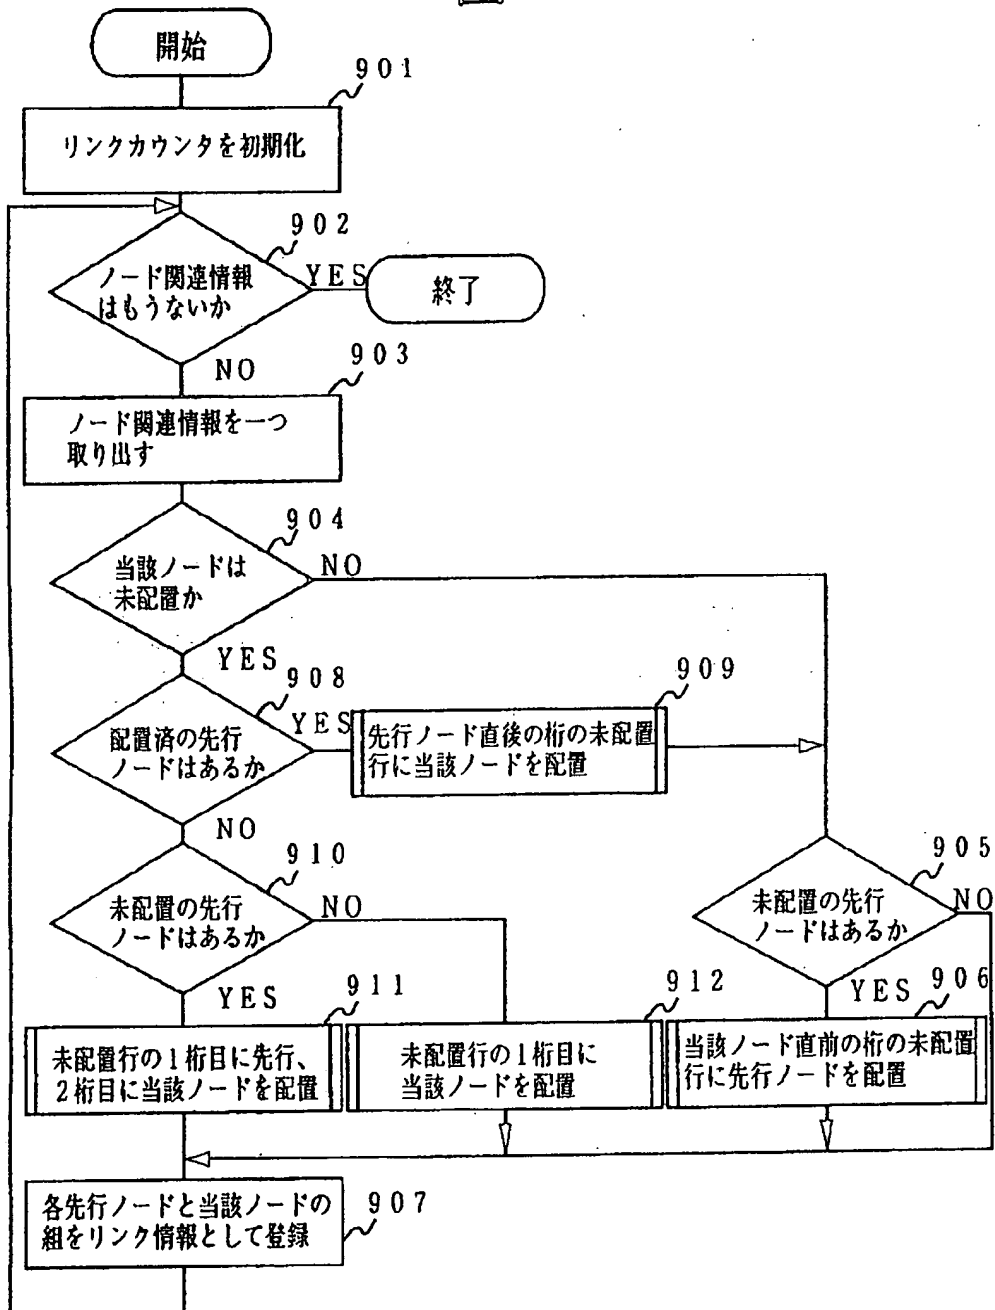 開始
901
リンクカウンタを初期化
902
ノード関連情報
はもうないか
YES
終了
NO
903
ノード関連情報を一つ
取り出す
904
当該ノードは
未配置か
NO
YES
908
配置済の先行
ノードはあるか
YES
909
先行ノード直後の桁の未配置
行に当該ノードを配置
NO
910
未配置の先行
ノードはあるか
NO
905
未配置の先行
ノードはあるか
NO
YES
911
未配置行の1桁目に先行、
2桁目に当該ノードを配置
912
未配置行の1桁目に
当該ノードを配置
YES
906
当該ノード直前の桁の未配置
行に先行ノードを配置
各先行ノードと当該ノードの
組をリンク情報として登録
907